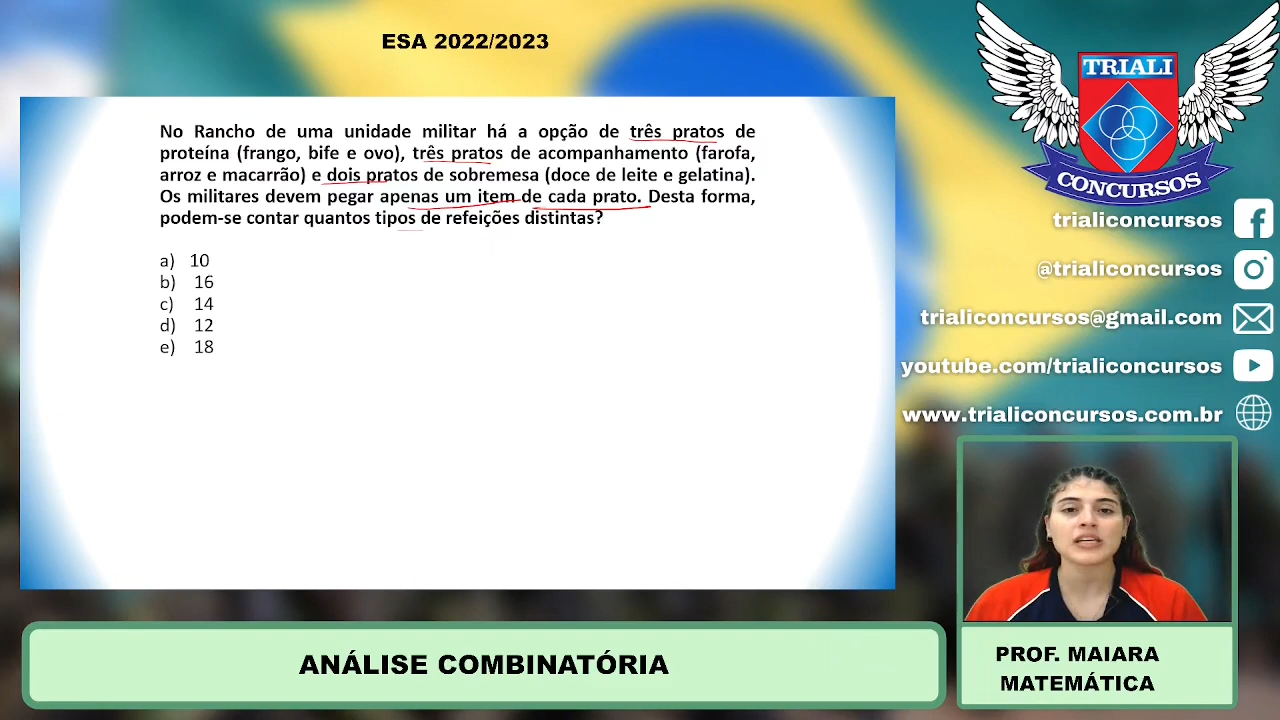 ESA 2022/2023
TRIALI
CONCURSOS
No Rancho de uma unidade militar há a opção de três pratos de
proteína (frango, bife e ovo), três pratos de acompanhamento (farofa,
arroz e macarrão) e dois pratos de sobremesa (doce de leite e gelatina).
Os militares devem pegar apenas um item de cada prato. Desta forma,
podem-se contar quantos tipos de refeições distintas?
a) 10
b) 16
c) 14
d) 12
e) 18
trialiconcursos
@trialiconcursos
trialiconcursos@gmail.com
youtube.com/trialiconcursos
www.trialiconcursos.com.br
ANÁLISE COMBINATÓRIA
PROF. MAIARA
MATEMÁTICA